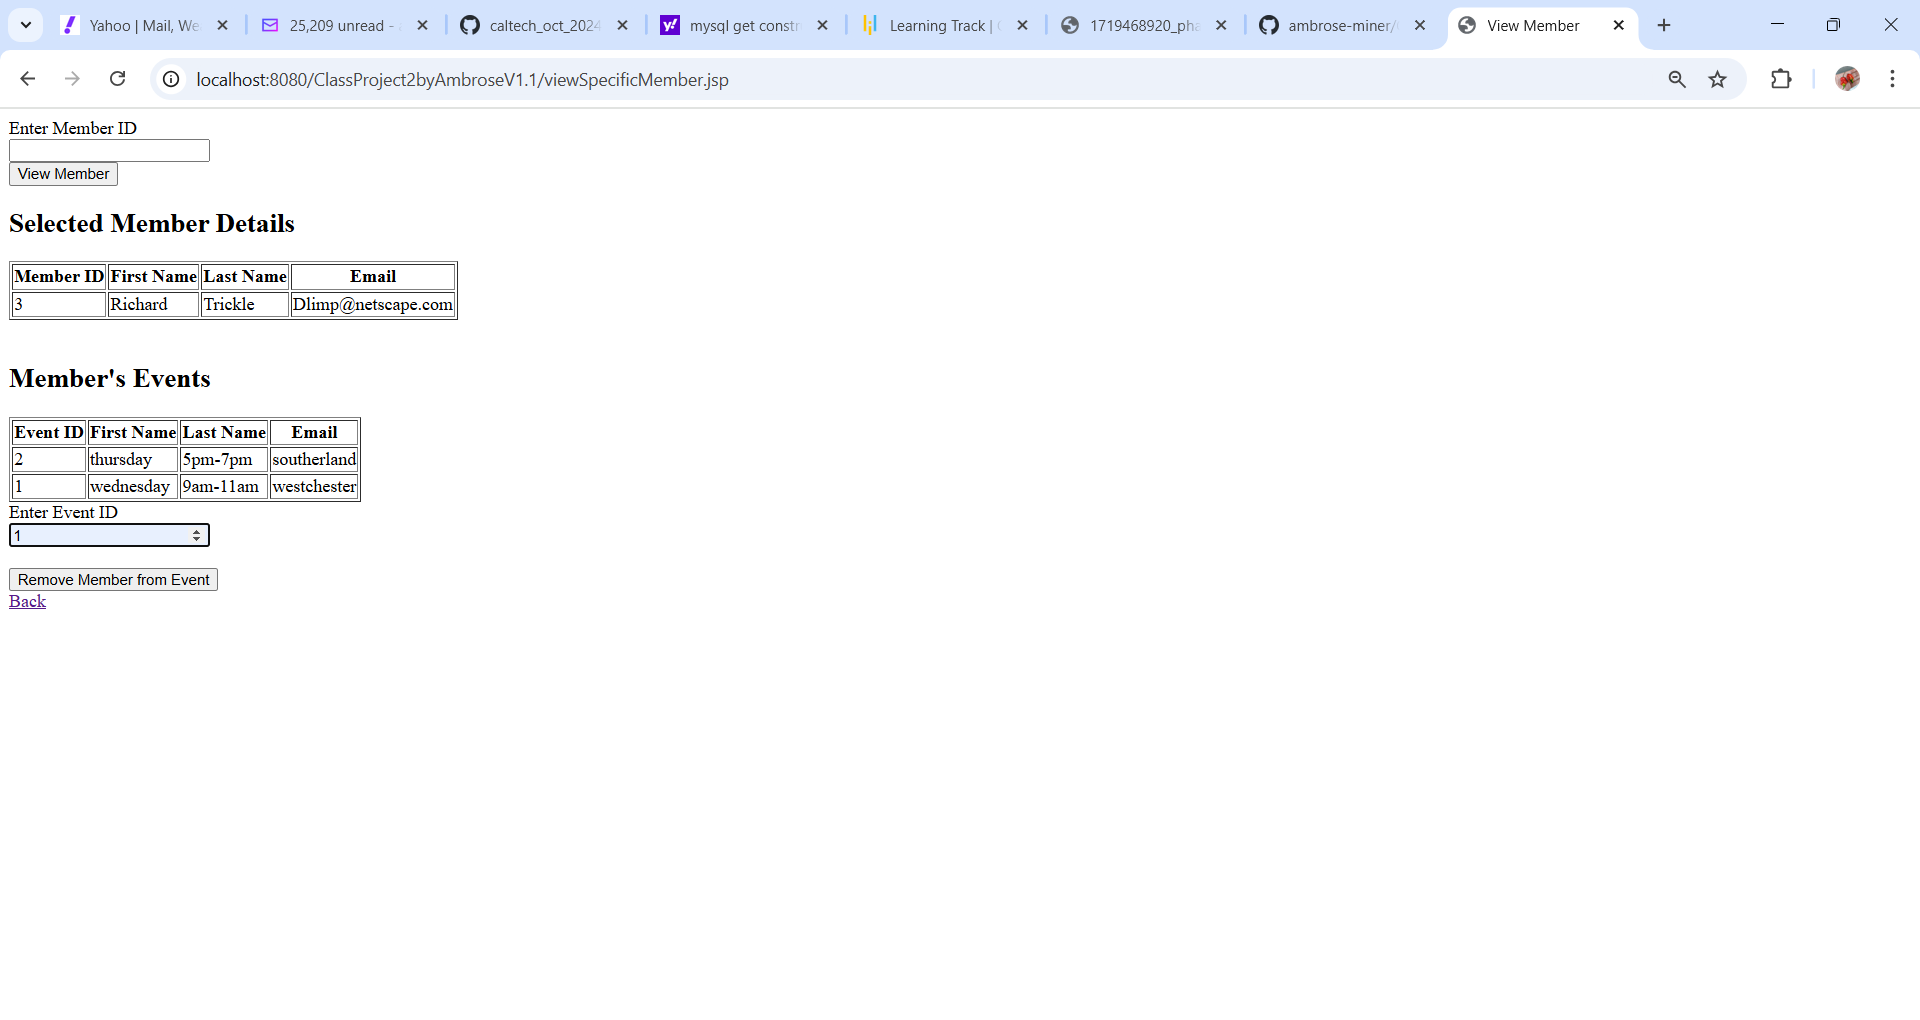 Yahoo | Mail, We
25,209 unread -
caltech_oct_2024
mysql get constr
Learning Track |
1719468920_pha
ambrose-miner/
View Member
localhost:8080/ClassProject2byAmbroseV1.1/viewSpecificMember.jsp
Enter Member ID
View Member
Selected Member Details
Member ID First Name Last Name Email
3 Richard Trickle Dlimp@netscape.com
Member's Events
Event ID First Name Last Name Email
2 thursday 5pm-7pm southerland
1 wednesday 9am-11am westchester
Enter Event ID
1
Remove Member from Event
Back